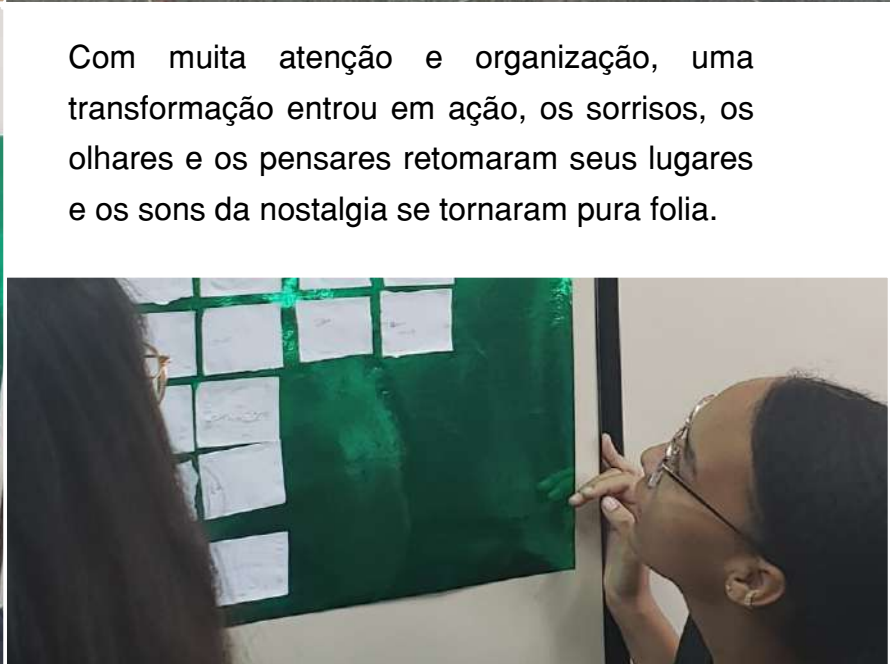 Com muita atenção e organização, uma
transformação entrou em ação, os sorrisos, os
olhares e os pensares retomaram seus lugares
e os sons da nostalgia se tornaram pura folia.